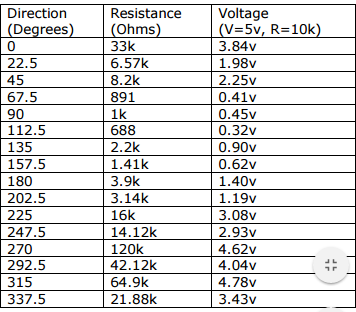 Direction Resistance Voltage
(Degrees) (Ohms) (V=5v, R=10k)
0 33k 3.84v
22.5 6.57k 1.98v
45 8.2k 2.25v
67.5 891 0.41v
90 1k 0.45v
112.5 688 0.32v
135 2.2k 0.90v
157.5 1.41k 0.62v
180 3.9k 1.40v
202.5 3.14k 1.19v
225 16k 3.08v
247.5 14.12k 2.93v
270 120k 4.62v
292.5 42.12k 4.04v
315 64.9k 4.78v
337.5 21.88k 3.43v